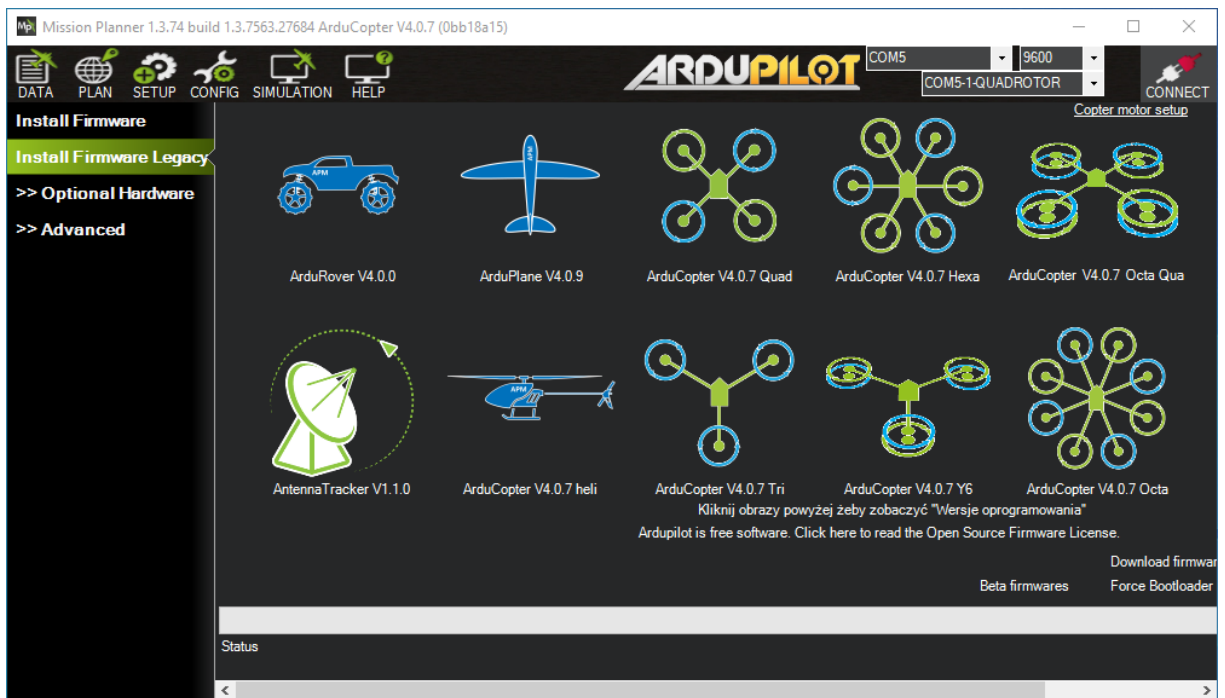 Mission Planner 1.3.74 build 1.3.7563.27684 ArduCopter V4.0.7 (0bb18a15)
DATA PLAN SETUP CONFIG SIMULATION HELP
ARDUPILOT
COM5 9600
COM5-1-QUADROTOR
CONNECT
Copter motor setup
Install Firmware
Install Firmware Legacy
>> Optional Hardware
>> Advanced
APM
APM
ArduRover V4.0.0 ArduPlane V4.0.9 ArduCopter V4.0.7 Quad ArduCopter V4.0.7 Hexa ArduCopter V4.0.7 Octa Qua
APM
AntennaTracker V1.1.0 ArduCopter V4.0.7 heli ArduCopter V4.0.7 Tri ArduCopter V4.0.7 Y6 ArduCopter V4.0.7 Octa
Kliknij obrazy powyżej żeby zobaczyć "Wersje oprogramowania"
Ardupilot is free software. Click here to read the Open Source Firmware License.
Download firmwar
Beta firmwares Force Bootloader
Status